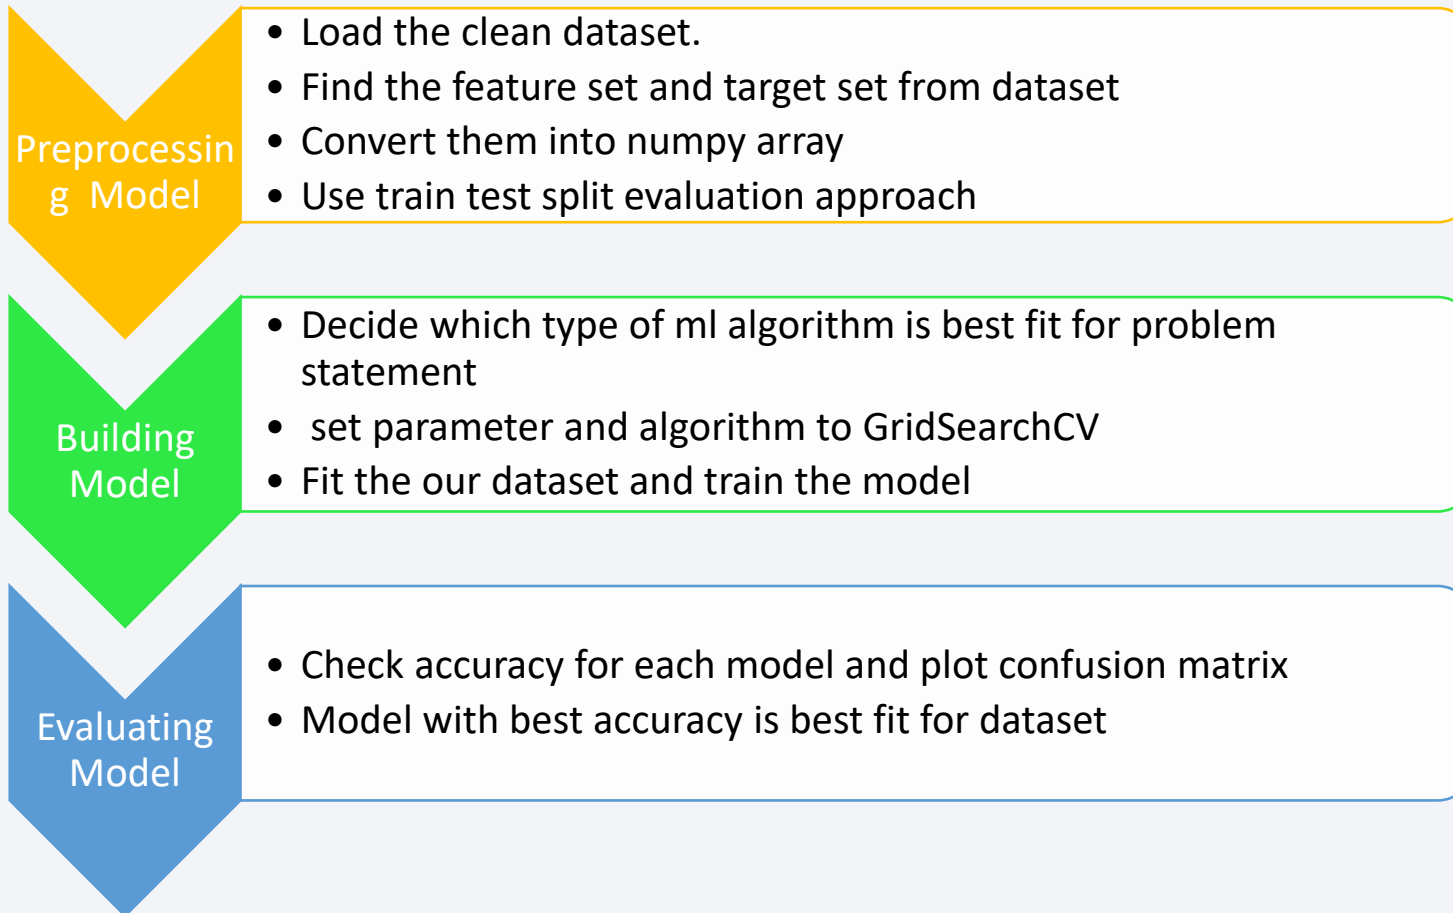 Preprocessin
g Model
• Load the clean dataset.
• Find the feature set and target set from dataset
• Convert them into numpy array
• Use train test split evaluation approach
Building
Model
• Decide which type of ml algorithm is best fit for problem
statement
• set parameter and algorithm to GridSearchCV
• Fit the our dataset and train the model
Evaluating
Model
• Check accuracy for each model and plot confusion matrix
• Model with best accuracy is best fit for dataset